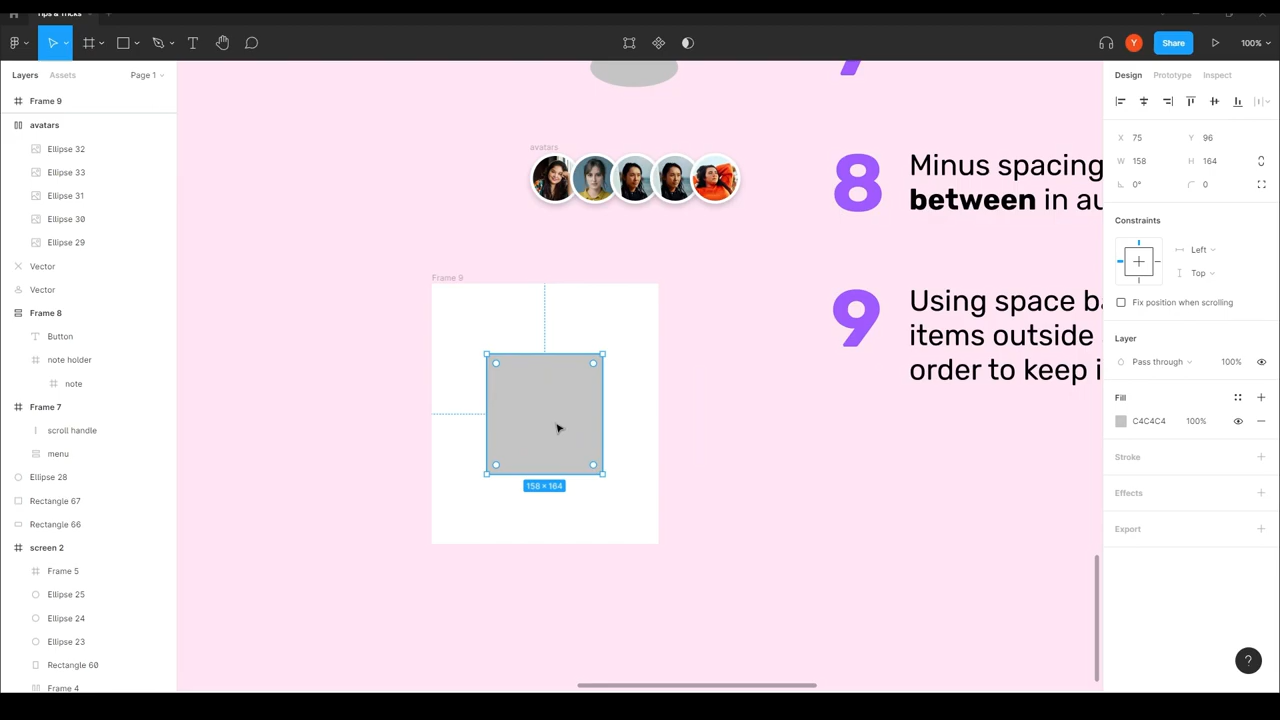 Tips & Tricks
Y
Share
100%
Layers
Assets
Page 1
Frame 9
avatars
Ellipse 32
Ellipse 33
Ellipse 31
Ellipse 30
Ellipse 29
Vector
Vector
Frame 8
Button
note holder
note
Frame 7
scroll handle
menu
Ellipse 28
Rectangle 67
Rectangle 66
screen 2
Frame 5
Ellipse 25
Ellipse 24
Ellipse 23
Rectangle 60
Frame 4
avatars
8
Minus spacing
between in au
Frame 9
158 × 164
9
Using space ba
items outside
order to keep i
Design
Prototype
Inspect
X 75
Y 96
W 158
H 164
0°
0
Constraints
Left
Top
Fix position when scrolling
Layer
Pass through
100%
Fill
C4C4C4
100%
Stroke
Effects
Export
?